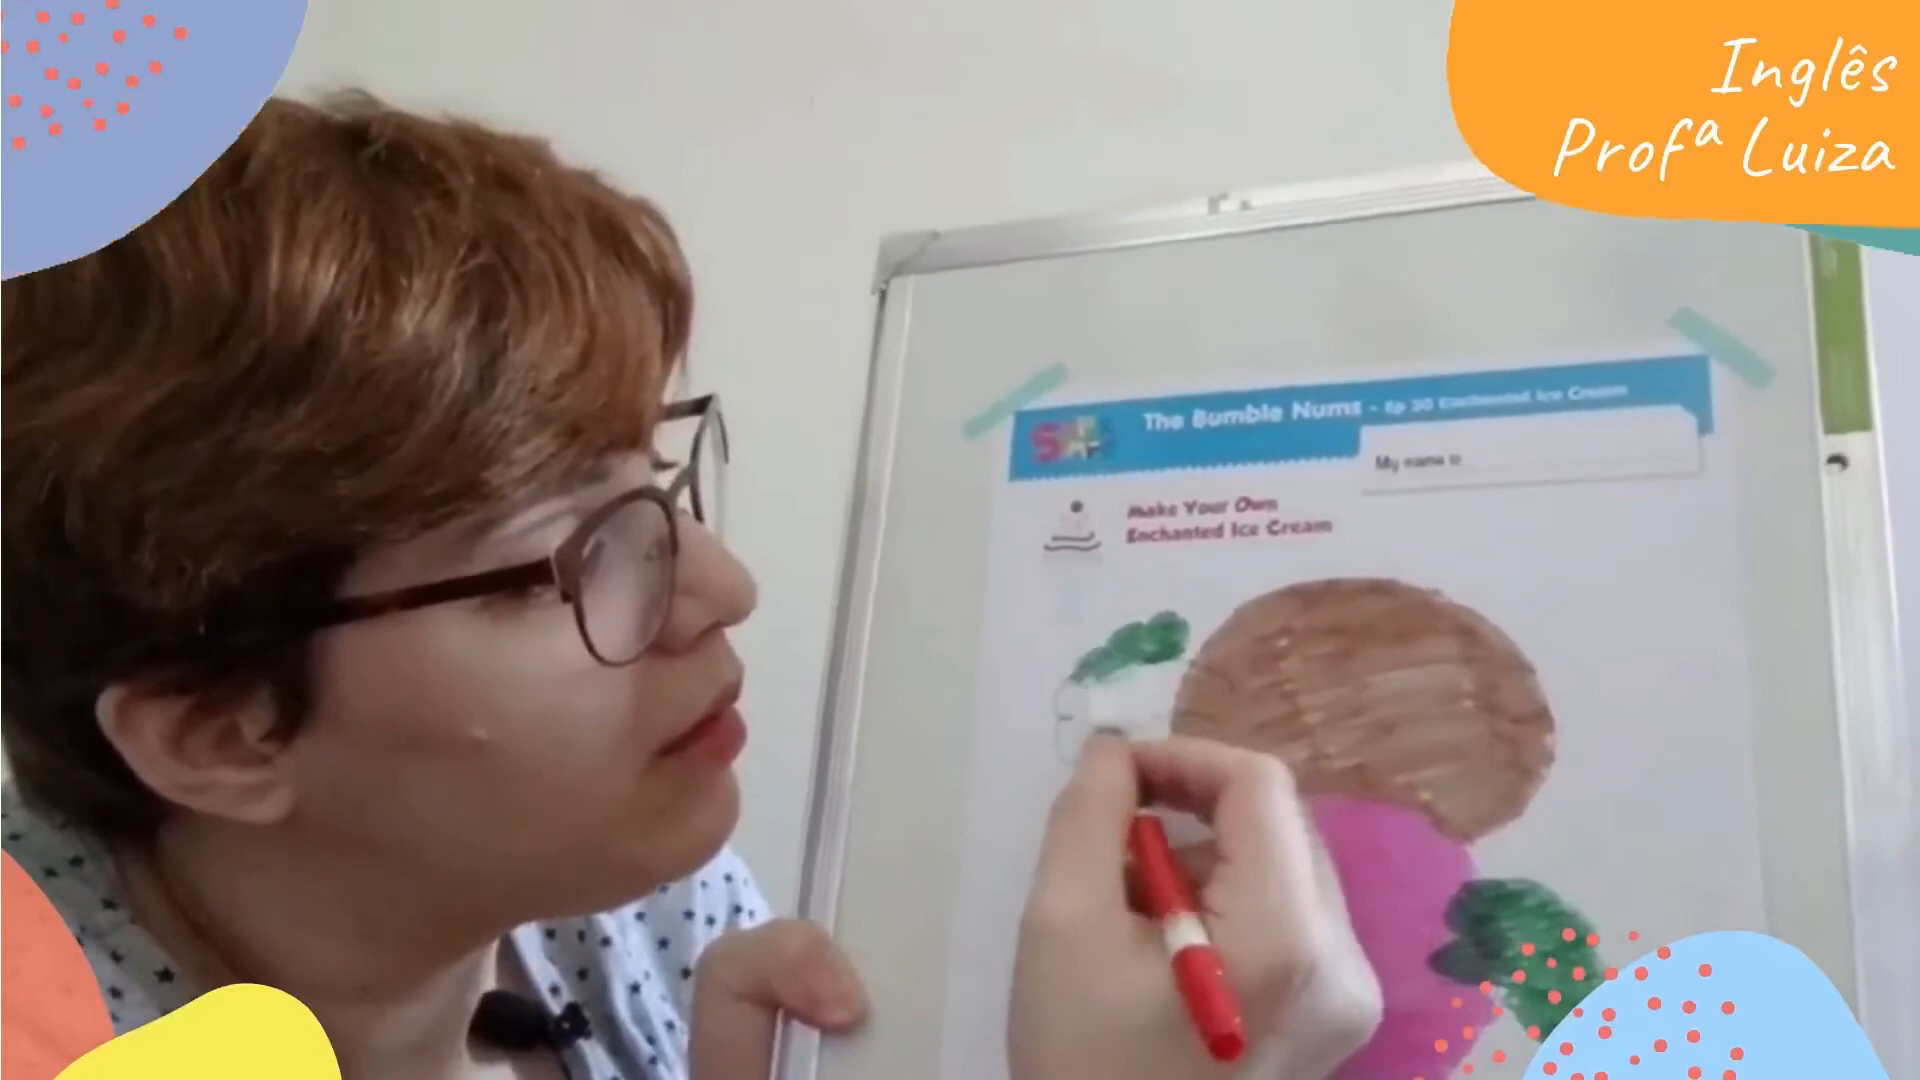 Inglês
Profª Luiza
The Bumble Nums - Ep 30 Enchanted Ice Cream
My name is
Make Your Own
Enchanted Ice Cream